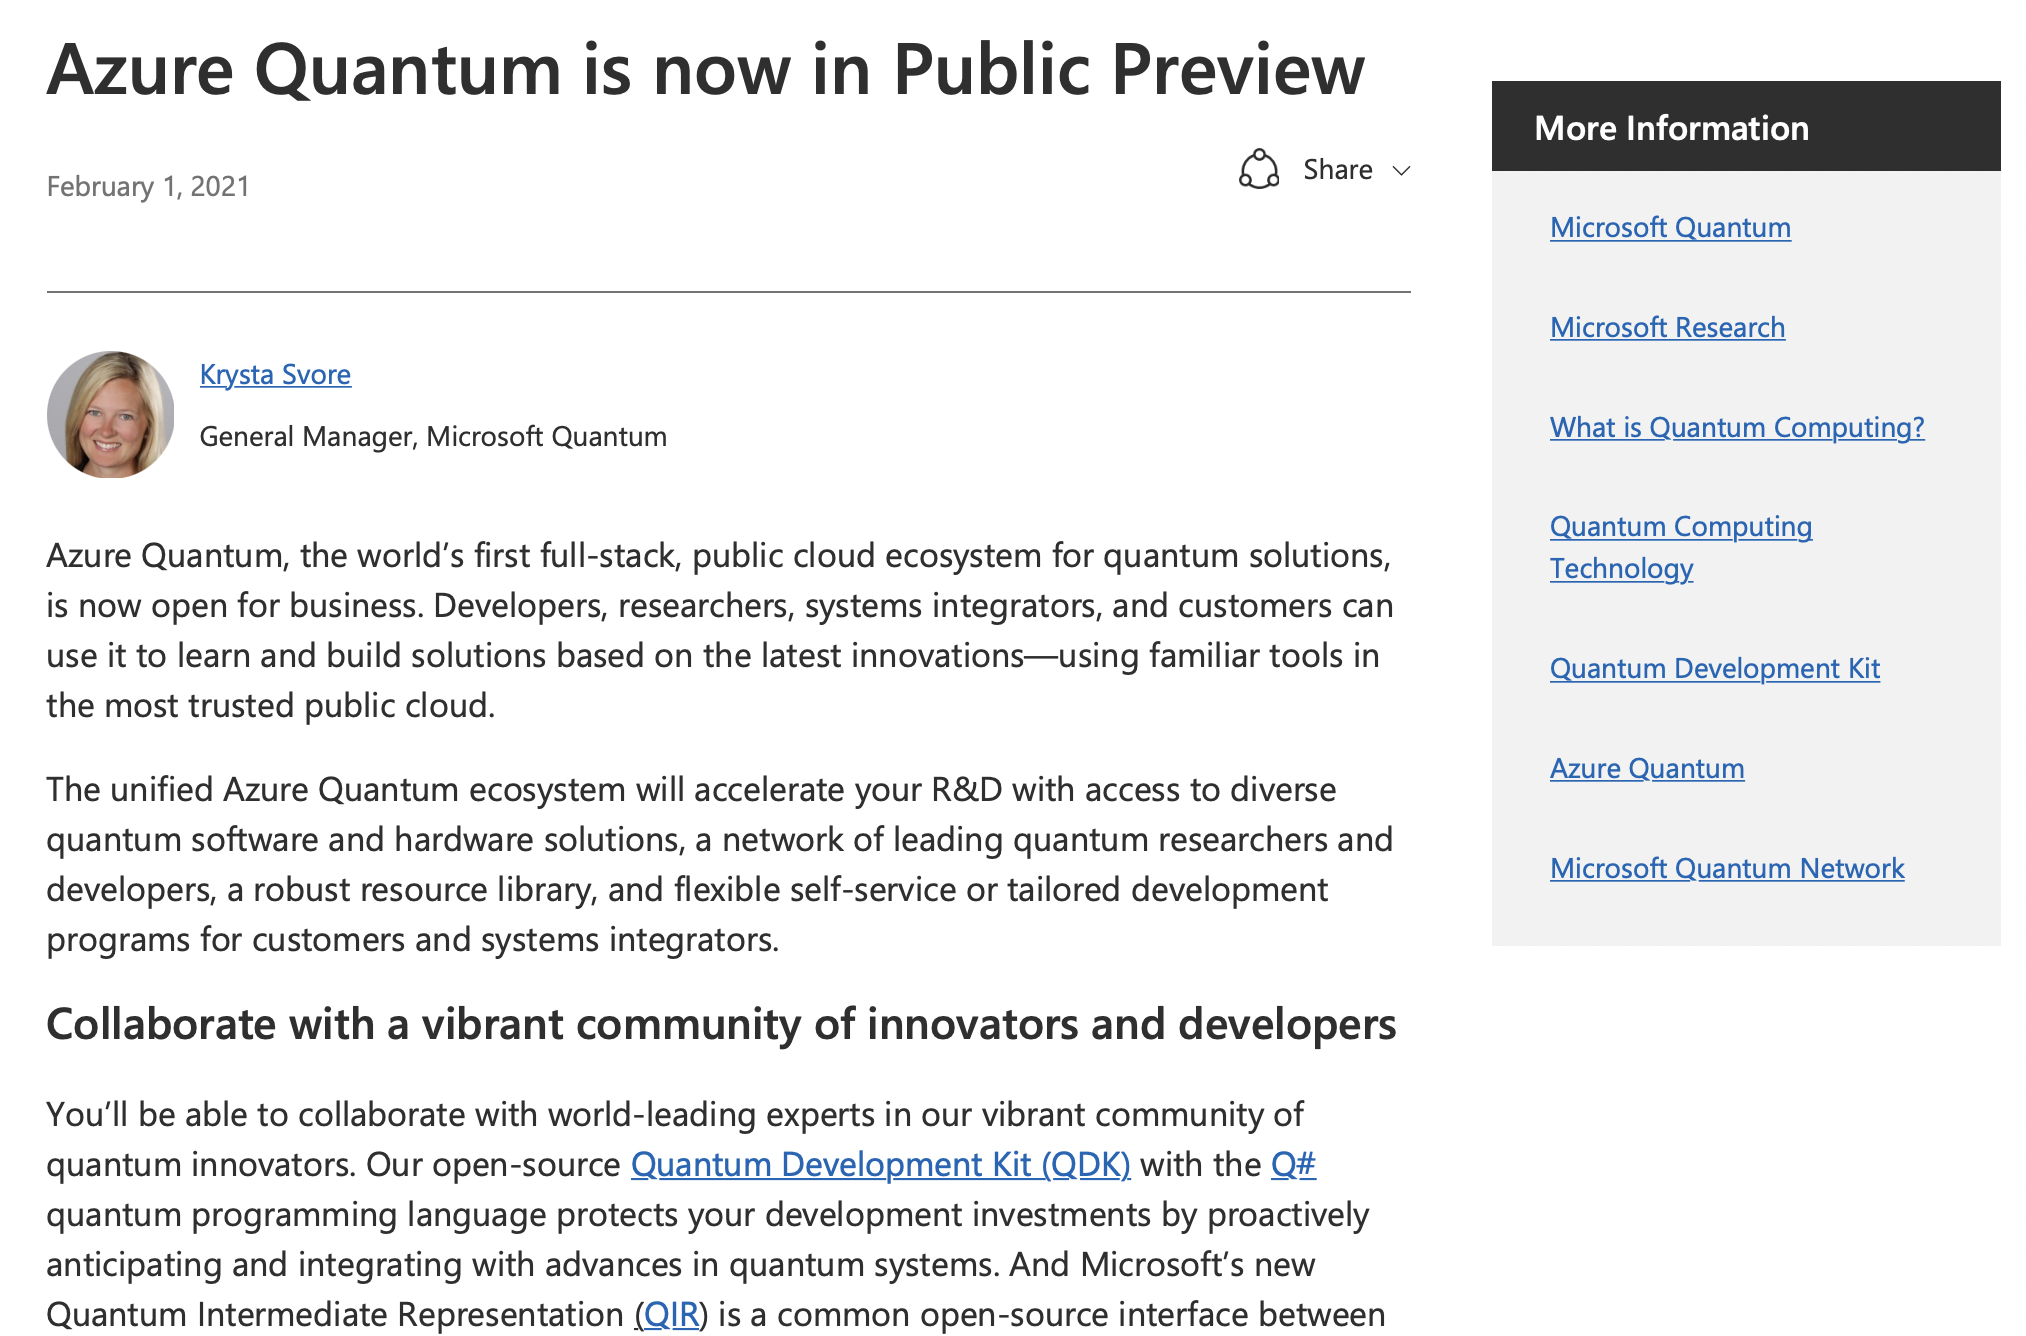 Azure Quantum is now in Public Preview
February 1, 2021
Share
Krysta Svore
General Manager, Microsoft Quantum
Azure Quantum, the world’s first full-stack, public cloud ecosystem for quantum solutions,
is now open for business. Developers, researchers, systems integrators, and customers can
use it to learn and build solutions based on the latest innovations—using familiar tools in
the most trusted public cloud.
The unified Azure Quantum ecosystem will accelerate your R&D with access to diverse
quantum software and hardware solutions, a network of leading quantum researchers and
developers, a robust resource library, and flexible self-service or tailored development
programs for customers and systems integrators.
Collaborate with a vibrant community of innovators and developers
You’ll be able to collaborate with world-leading experts in our vibrant community of
quantum innovators. Our open-source Quantum Development Kit (QDK) with the Q#
quantum programming language protects your development investments by proactively
anticipating and integrating with advances in quantum systems. And Microsoft’s new
Quantum Intermediate Representation (QIR) is a common open-source interface between
More Information
Microsoft Quantum
Microsoft Research
What is Quantum Computing?
Quantum Computing
Technology
Quantum Development Kit
Azure Quantum
Microsoft Quantum Network